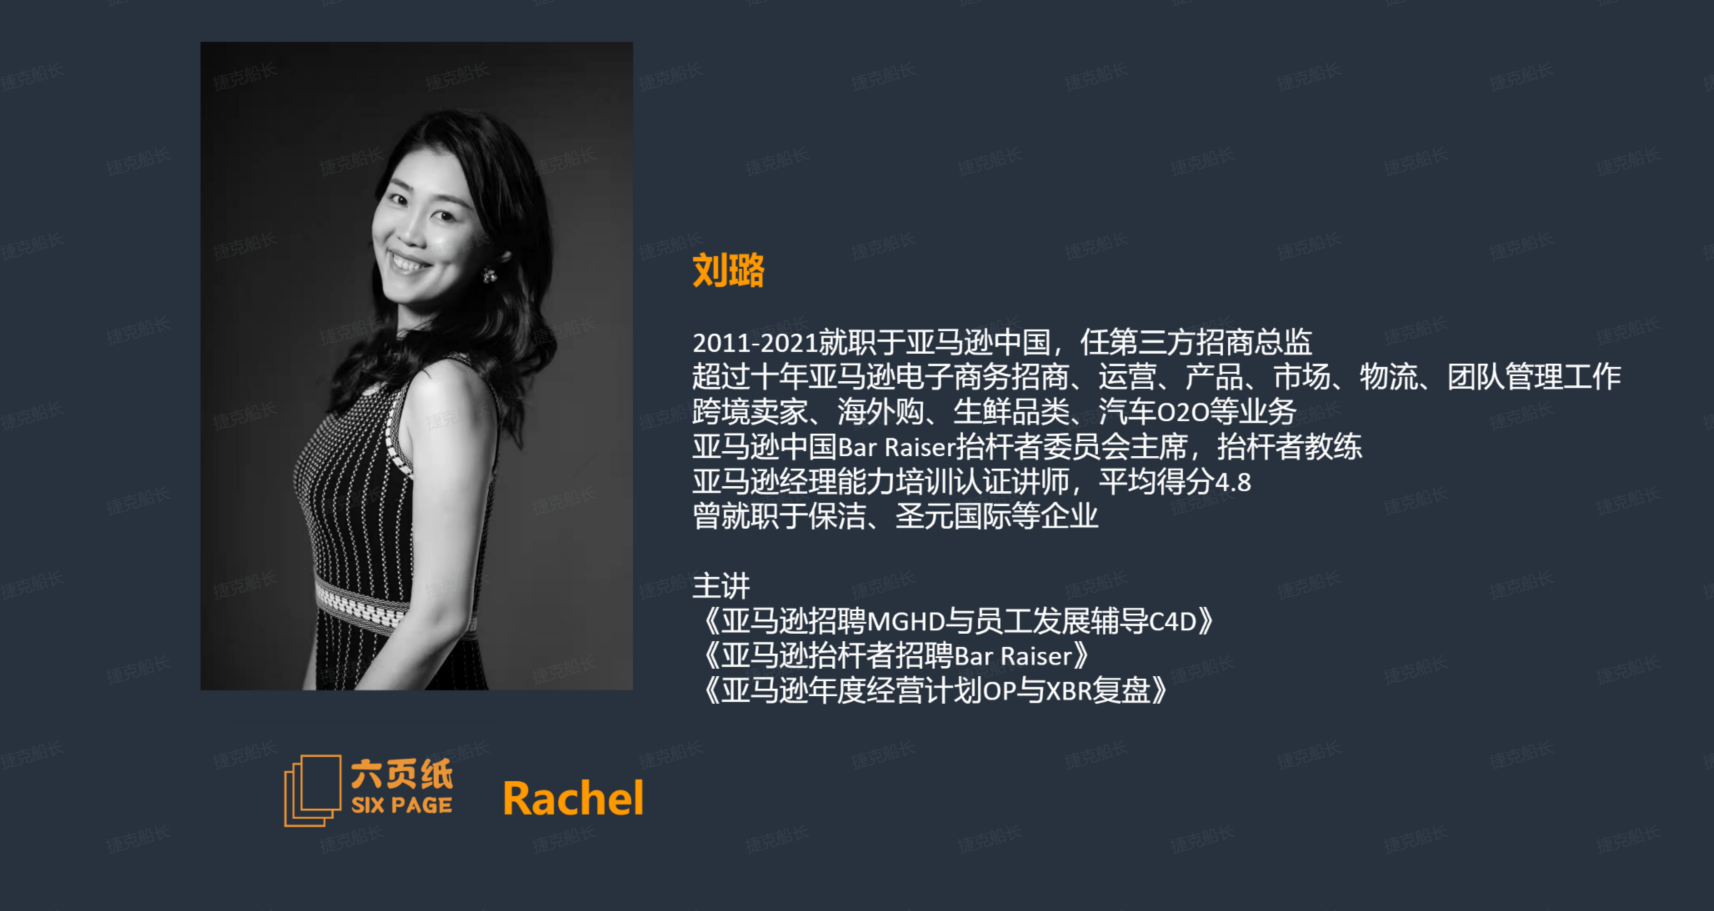 刘璐
2011-2021就职于亚马逊中国，任第三方招商总监
超过十年亚马逊电子商务招商、运营、产品、市场、物流、团队管理工作
跨境卖家、海外购、生鲜品类、汽车O2O等业务
亚马逊中国Bar Raiser抬杆者委员会主席，抬杆者教练
亚马逊经理能力培训认证讲师，平均得分4.8
曾就职于保洁、圣元国际等企业
主讲
《亚马逊招聘MGHD与员工发展辅导C4D》
《亚马逊抬杆者招聘Bar Raiser》
《亚马逊年度经营计划OP与XBR复盘》
六页纸
SIX PAGE
Rachel
捷克船长